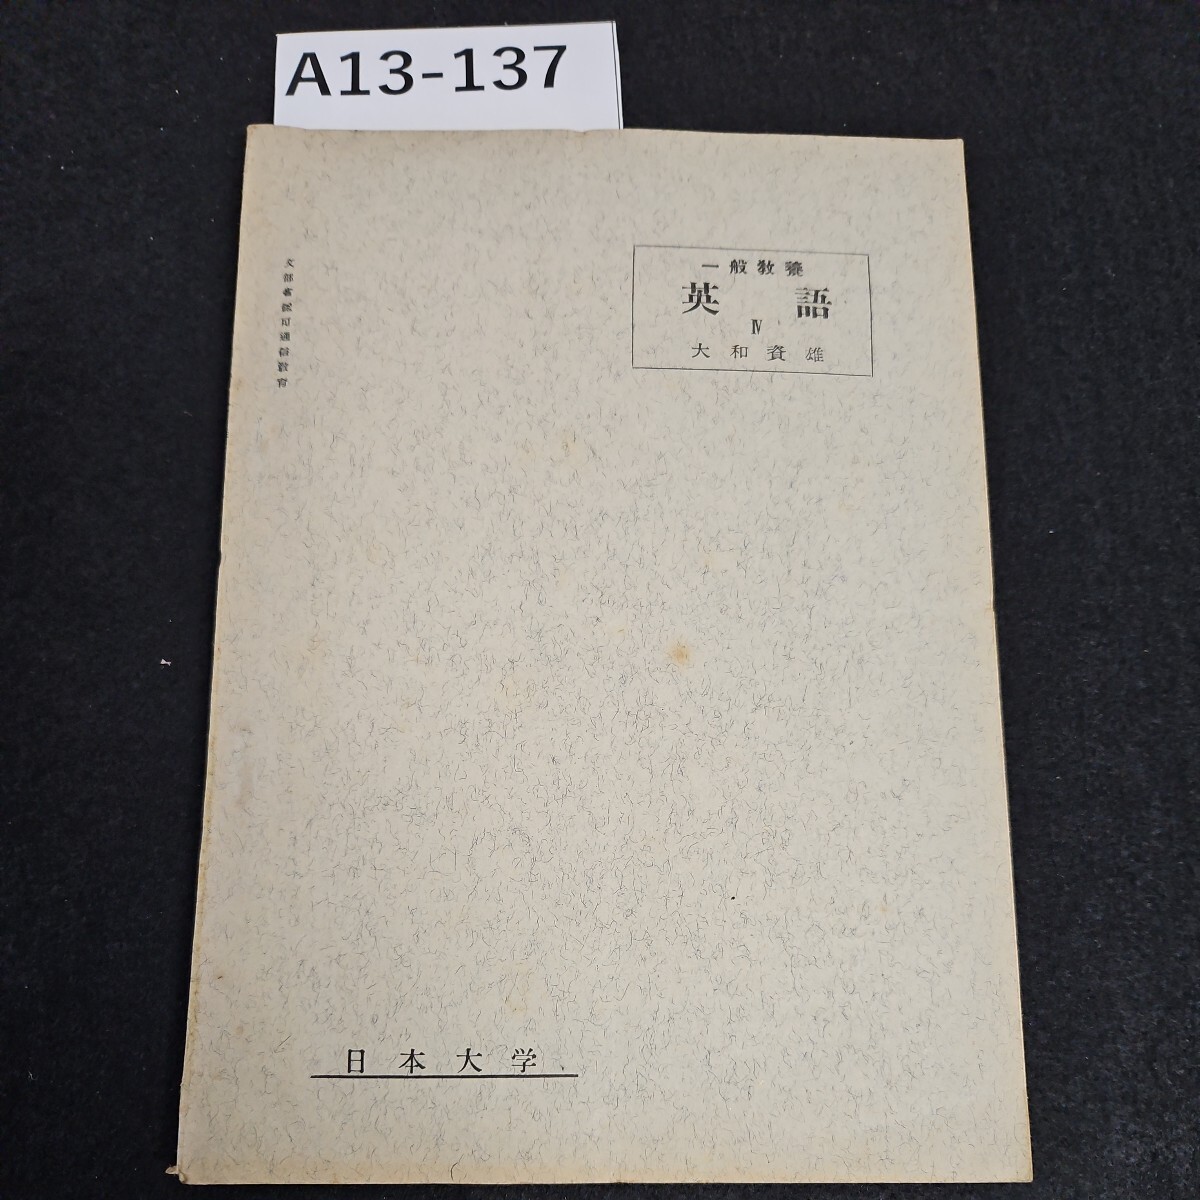 A13-137
一般教養
英語
Ⅳ
大和資雄
文部省認可通信教育
日本大学